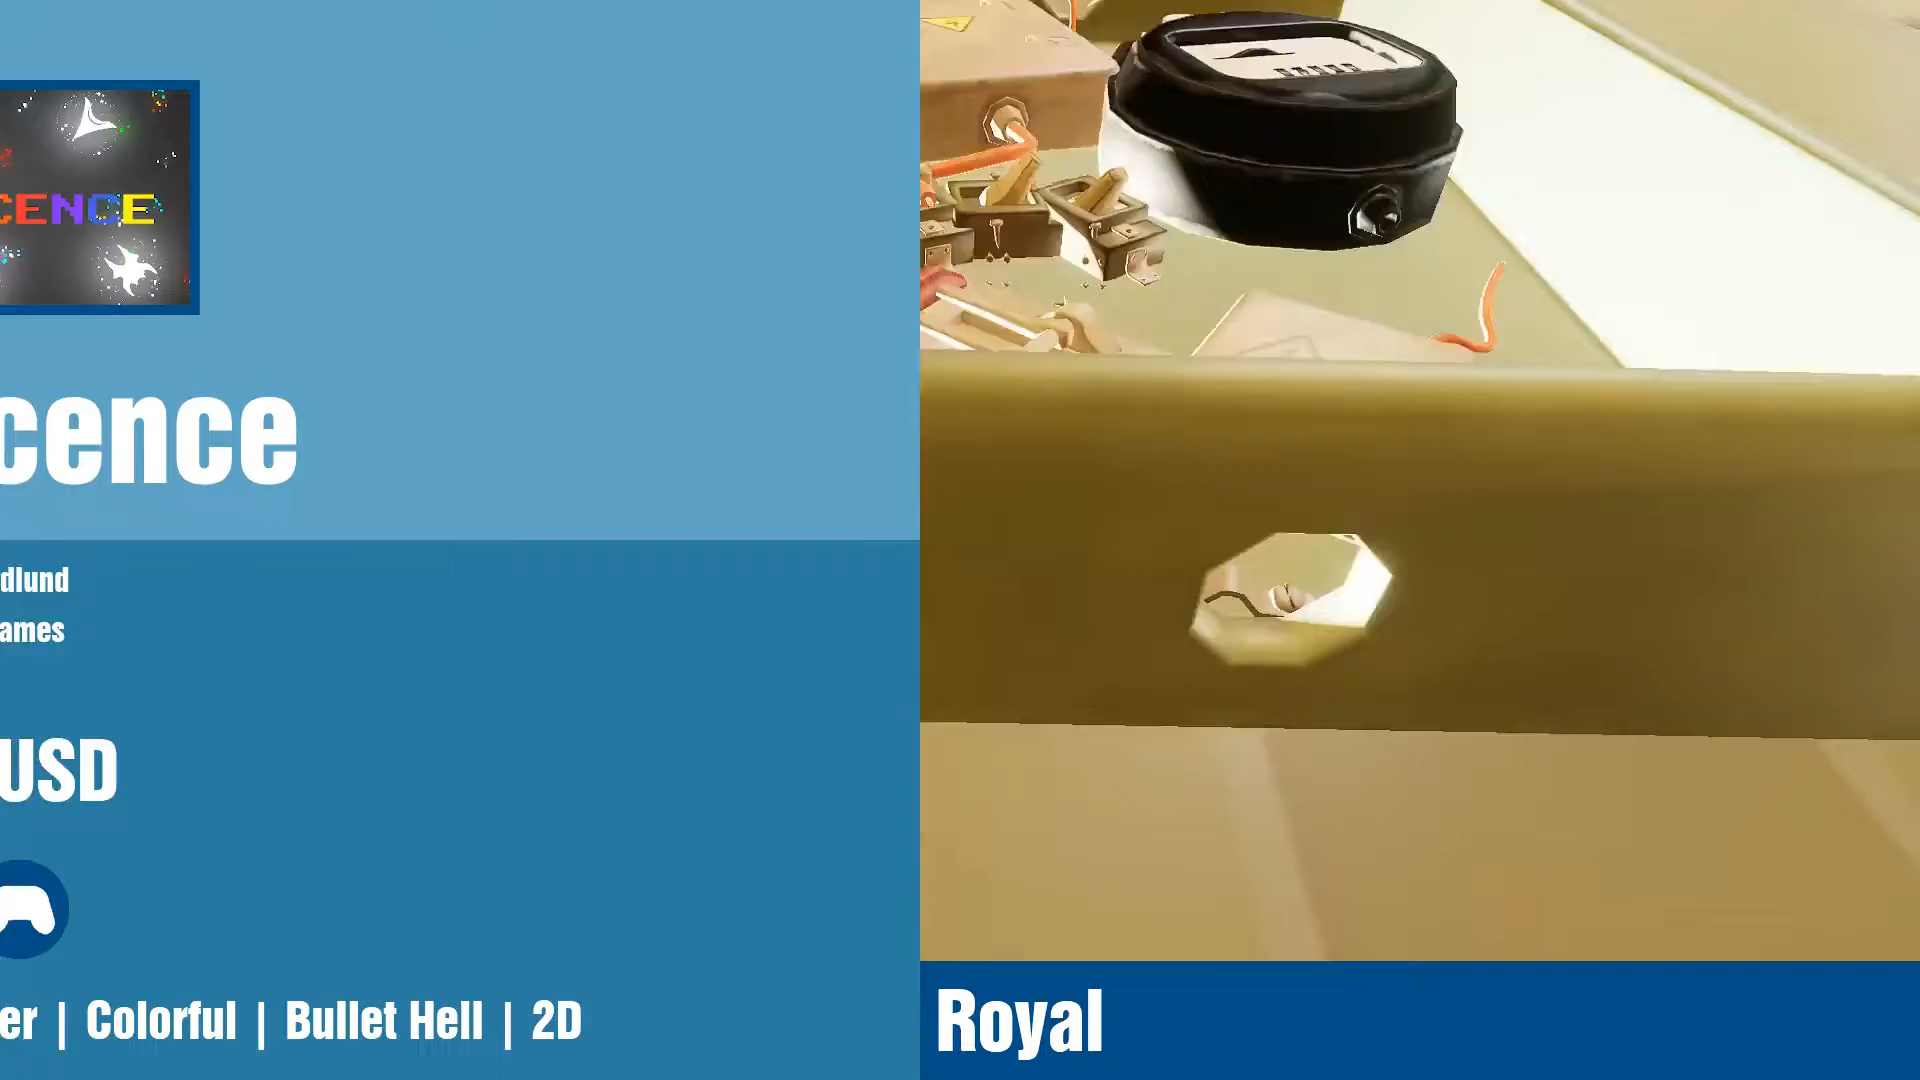 CENCE
cence
dlund
ames
USD
er | Colorful | Bullet Hell | 2D
Royal